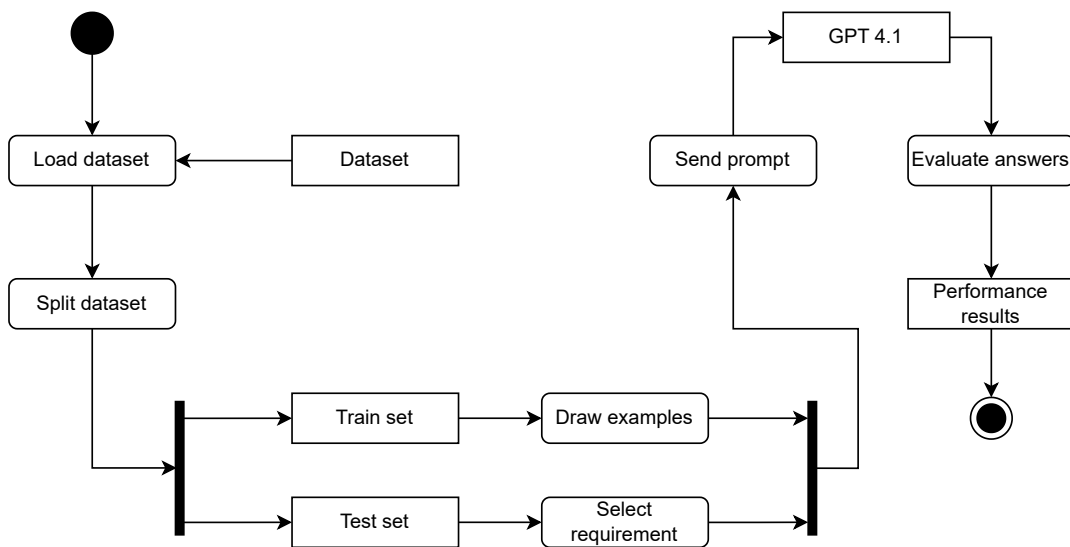 GPT 4.1
Load dataset
Dataset
Send prompt
Evaluate answers
Split dataset
Performance
results
Train set
Draw examples
Test set
Select
requirement